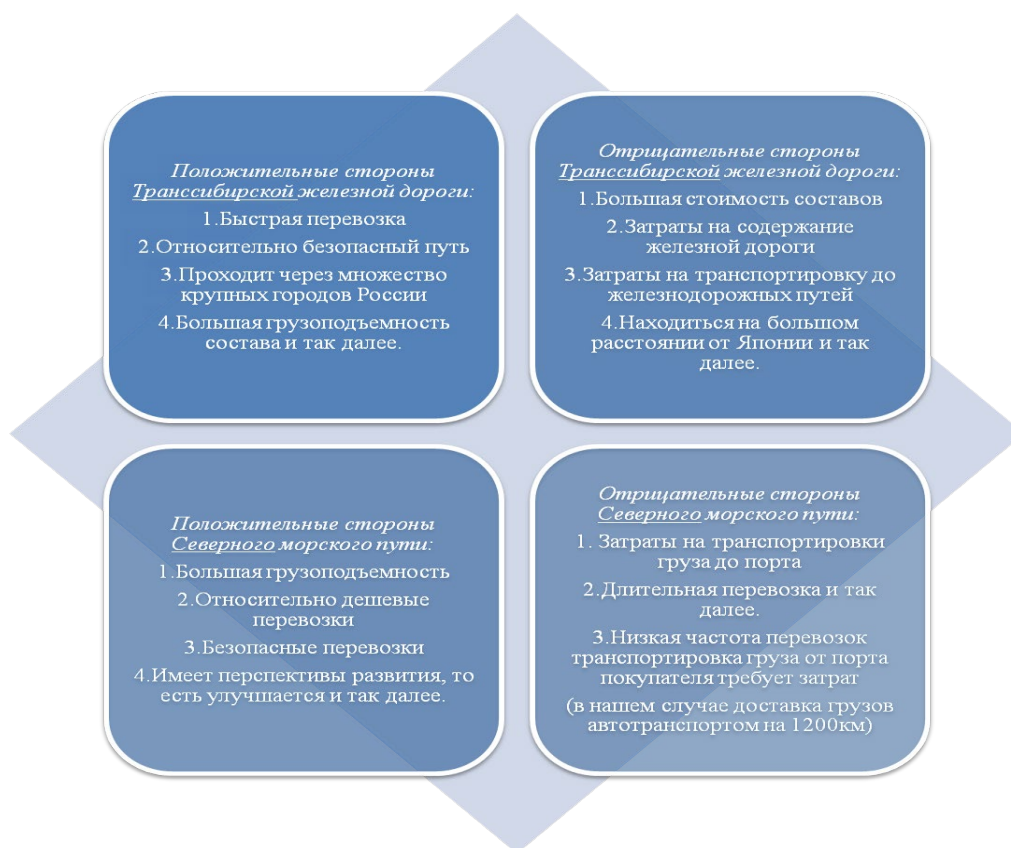 Положительные стороны
Транссибирской железной дороги:
1.Быстрая перевозка
2.Относительно безопасный путь
3.Проходит через множество
крупных городов России
4.Большая грузоподъемность
состава и так далее.
Отрицательные стороны
Транссибирской железной дороги:
1.Большая стоимость составов
2.Затраты на содержание
железной дороги
3.Затраты на транспортировку до
железнодорожных путей
4.Находиться на большом
расстоянии от Японии и так
далее.
Положительные стороны
Северного морского пути:
1.Большая грузоподъемность
2.Относительно дешевые
перевозки
3.Безопасные перевозки
4.Имеет перспективы развития, то
есть улучшается и так далее.
Отрицательные стороны
Северного морского пути:
1. Затраты на транспортировки
груза до порта
2.Длительная перевозка и так
далее.
3.Низкая частота перевозок
транспортировка груза от порта
покупателя требует затрат
(в нашем случае доставка грузов
автотранспортом на 1200км)